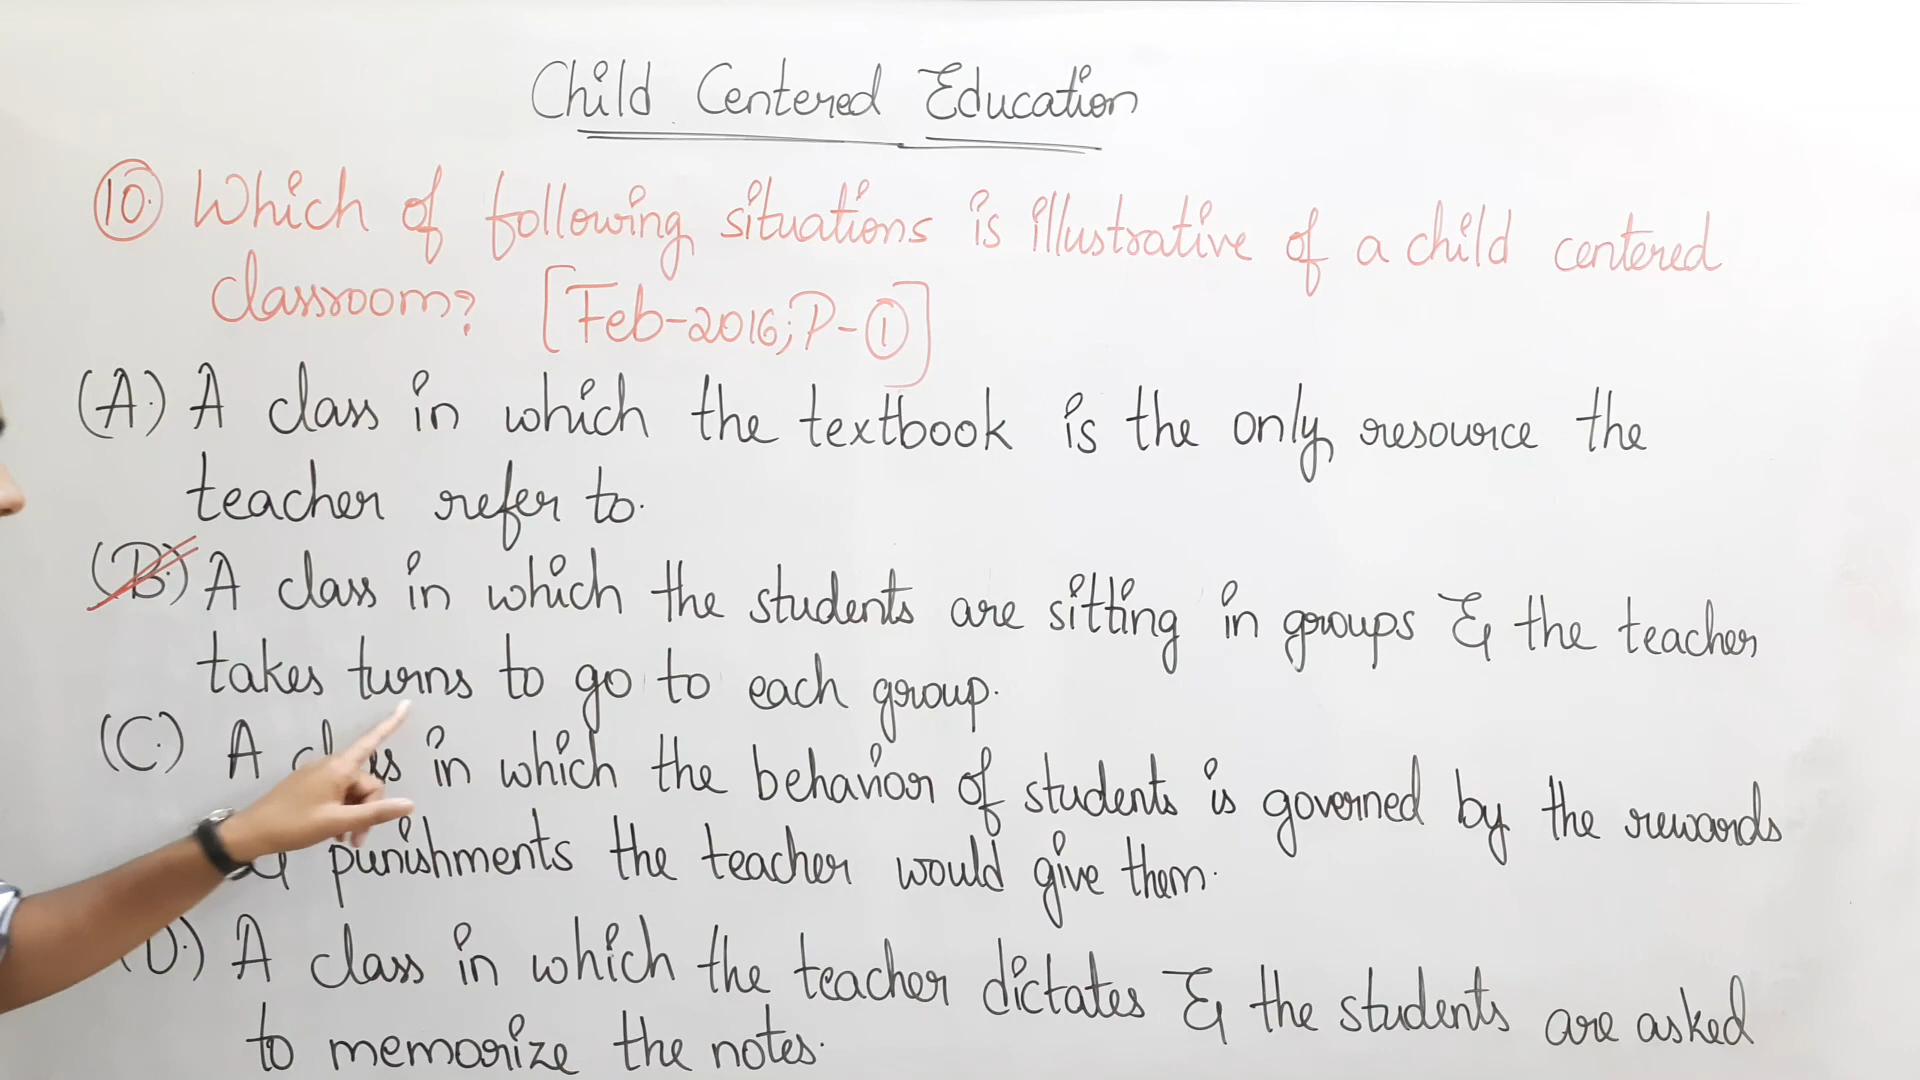 Child Centered Education
10. Which of following situations is illustrative of a child centered
classroom? [Feb-2016; P-1]
(A.) A class in which the textbook is the only resource the
teacher refer to.
(B.) A class in which the students are sitting in groups & the teacher
takes turns to go to each group.
(C.) A class in which the behavior of students is governed by the rewards
& punishments the teacher would give them.
(D.) A class in which the teacher dictates & the students are asked
to memorize the notes.